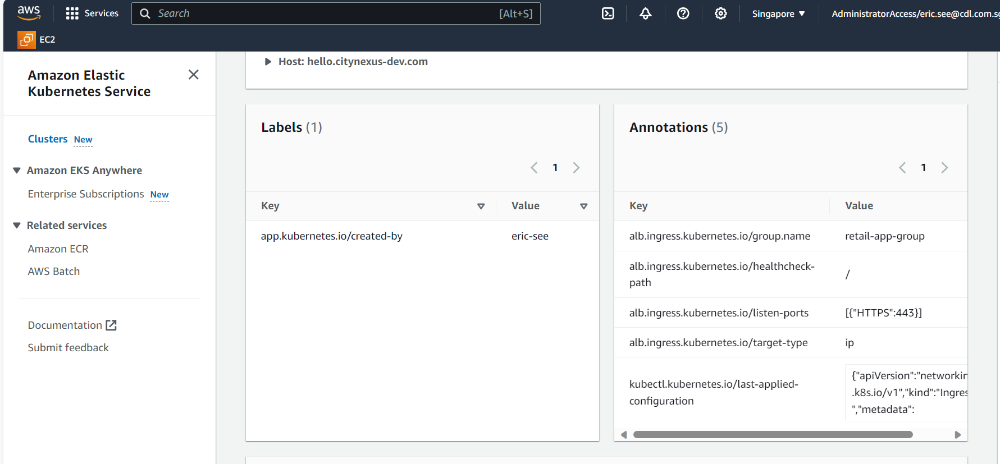 aws
Services
Search
[Alt+S]
Singapore
AdministratorAccess/eric.see@cdl.com.sg
EC2
Amazon Elastic
Kubernetes Service
Clusters New
Amazon EKS Anywhere
Enterprise Subscriptions New
Related services
Amazon ECR
AWS Batch
Documentation
Submit feedback
Host: hello.citynexus-dev.com
Labels (1)
1
Key
Value
app.kubernetes.io/created-by
eric-see
Annotations (5)
1
Key
Value
alb.ingress.kubernetes.io/group.name
retail-app-group
alb.ingress.kubernetes.io/healthcheck-
path
/
alb.ingress.kubernetes.io/listen-ports
[{"HTTPS":443}]
alb.ingress.kubernetes.io/target-type
ip
kubectl.kubernetes.io/last-applied-
configuration
{"apiVersion":"networkin
.k8s.io/v1","kind":"Ingres
","metadata":